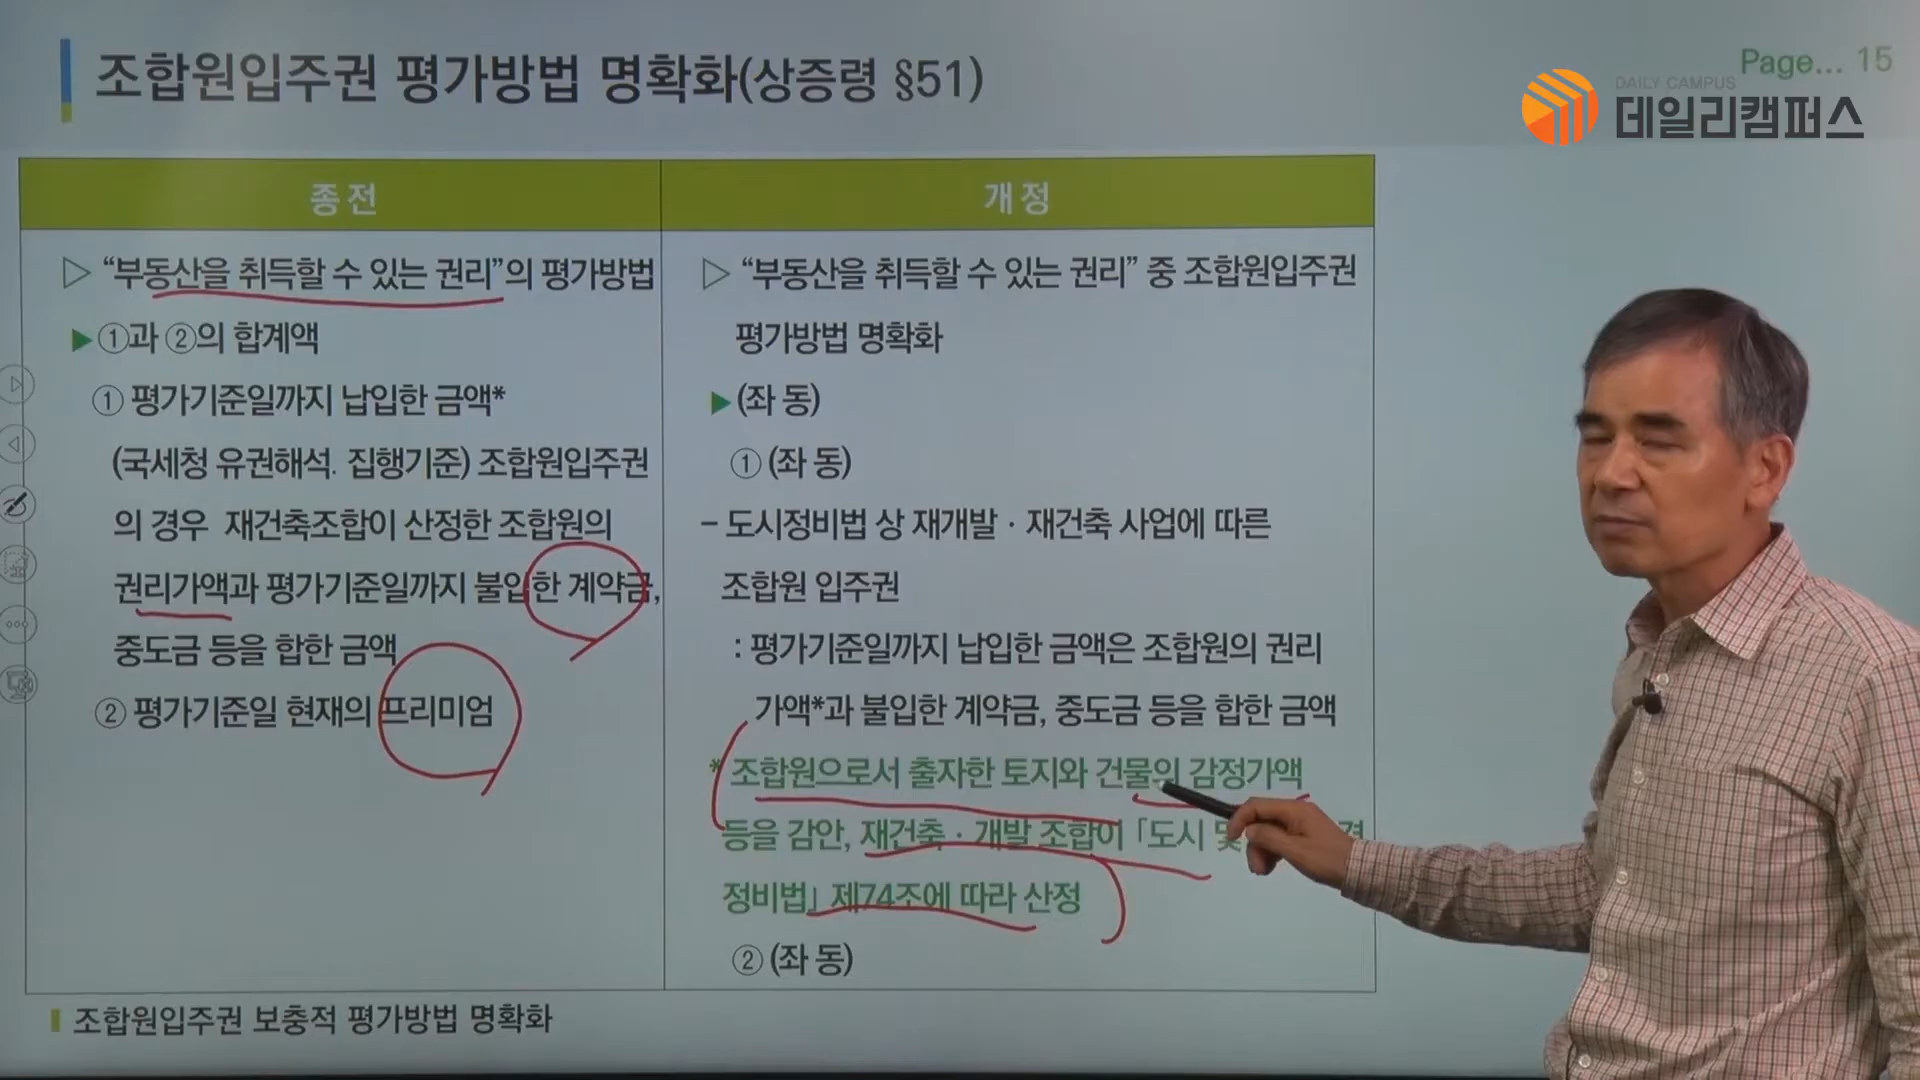 조합원입주권 평가방법 명확화(상증령 §51)
Page... 15
DAILY CAMPUS
데일리캠퍼스
종 전
▷ “부동산을 취득할 수 있는 권리”의 평가방법
▶ ①과 ②의 합계액
① 평가기준일까지 납입한 금액*
(국세청 유권해석. 집행기준) 조합원입주권
의 경우 재건축조합이 산정한 조합원의
권리가액과 평가기준일까지 불입한 계약금,
중도금 등을 합한 금액
② 평가기준일 현재의 프리미엄
개 정
▷ “부동산을 취득할 수 있는 권리” 중 조합원입주권
평가방법 명확화
▶ (좌 동)
① (좌 동)
– 도시정비법 상 재개발 · 재건축 사업에 따른
조합원 입주권
: 평가기준일까지 납입한 금액은 조합원의 권리
가액*과 불입한 계약금, 중도금 등을 합한 금액
* 조합원으로서 출자한 토지와 건물의 감정가액
등을 감안, 재건축 · 개발 조합이 「도시 및
정비법」 제74조에 따라 산정
② (좌 동)
조합원입주권 보충적 평가방법 명확화